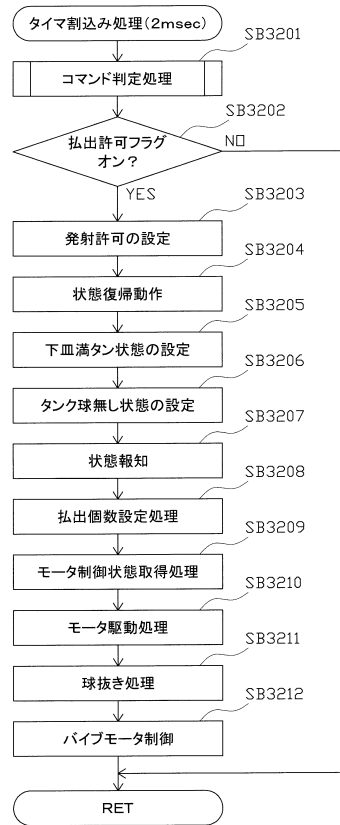 タイマ割込み処理(2msec)
SB3201
コマンド判定処理
SB3202
払出許可フラグ
オン?
NO
YES
SB3203
発射許可の設定
SB3204
状態復帰動作
SB3205
下皿満タン状態の設定
SB3206
タンク球無し状態の設定
SB3207
状態報知
SB3208
払出個数設定処理
SB3209
モータ制御状態取得処理
SB3210
モータ駆動処理
SB3211
球抜き処理
SB3212
バイブモータ制御
RET